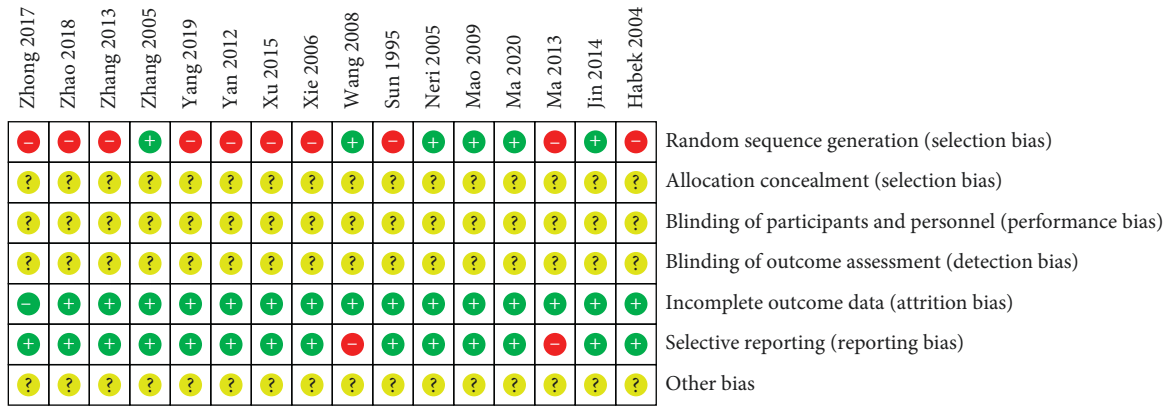 Zhong 2017
Zhao 2018
Zhang 2013
Zhang 2005
Yang 2019
Yan 2012
Xu 2015
Xie 2006
Wang 2008
Sun 1995
Neri 2005
Mao 2009
Ma 2020
Ma 2013
Jin 2014
Habek 2004
– – – + – – – – + – + + + – + – Random sequence generation (selection bias)
? ? ? ? ? ? ? ? ? ? ? ? ? ? ? ? Allocation concealment (selection bias)
? ? ? ? ? ? ? ? ? ? ? ? ? ? ? ? Blinding of participants and personnel (performance bias)
? ? ? ? ? ? ? ? ? ? ? ? ? ? ? ? Blinding of outcome assessment (detection bias)
– + + + + + + + + + + + + + + + Incomplete outcome data (attrition bias)
+ + + + + + + + – + + + + – + + Selective reporting (reporting bias)
? ? ? ? ? ? ? ? ? ? ? ? ? ? ? ? Other bias